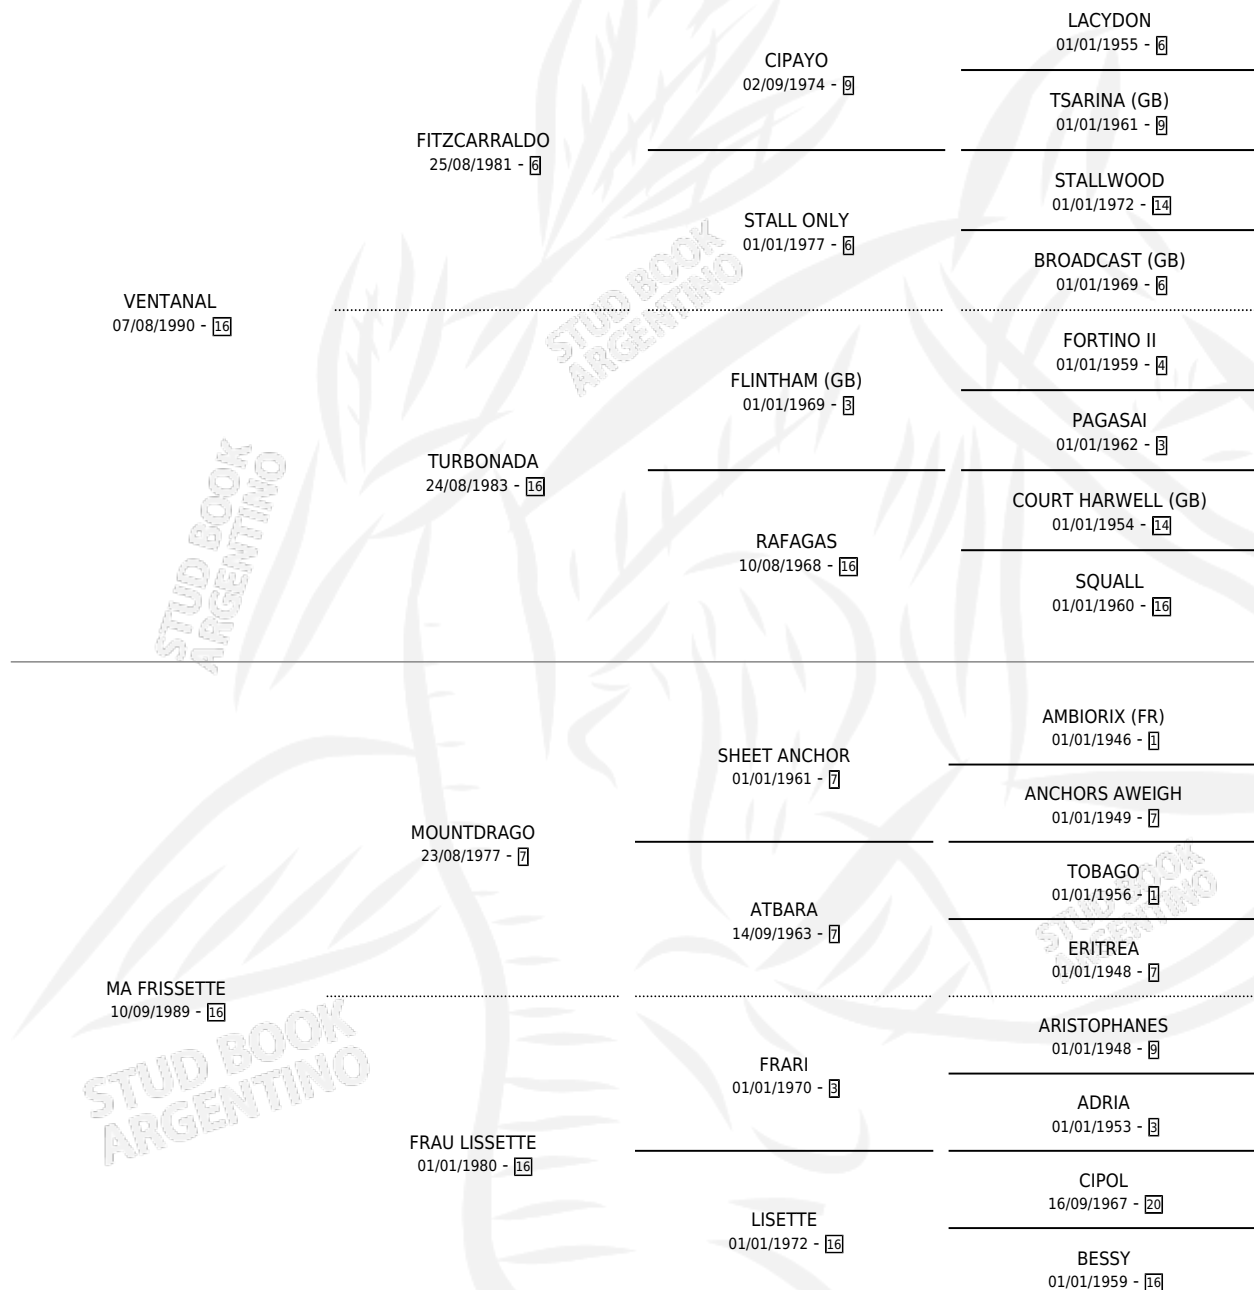 LACYDON
01/01/1955 - 6
CIPAYO
02/09/1974 - 9
TSARINA (GB)
01/01/1961 - 9
FITZCARRALDO
25/08/1981 - 6
STALLWOOD
01/01/1972 - 14
STALL ONLY
01/01/1977 - 6
BROADCAST (GB)
01/01/1969 - 6
VENTANAL
07/08/1990 - 16
STUD BOOK
ARGENTINO
FORTINO II
01/01/1959 - 4
FLINTHAM (GB)
01/01/1969 - 3
PAGASAI
01/01/1962 - 3
TURBONADA
24/08/1983 - 16
COURT HARWELL (GB)
01/01/1954 - 14
RAFAGAS
10/08/1968 - 16
SQUALL
01/01/1960 - 16
STUD BOOK
ARGENTINO
AMBIORIX (FR)
01/01/1946 - 1
SHEET ANCHOR
01/01/1961 - 7
ANCHORS AWEIGH
01/01/1949 - 7
MOUNTDRAGO
23/08/1977 - 7
TOBAGO
01/01/1956 - 1
ATBARA
14/09/1963 - 7
ERITREA
01/01/1948 - 7
STUD BOOK
ARGENTINO
MA FRISSETTE
10/09/1989 - 16
ARISTOPHANES
01/01/1948 - 9
FRARI
01/01/1970 - 3
ADRIA
01/01/1953 - 3
STUD BOOK
ARGENTINO
FRAU LISSETTE
01/01/1980 - 16
CIPOL
16/09/1967 - 20
LISETTE
01/01/1972 - 16
BESSY
01/01/1959 - 16